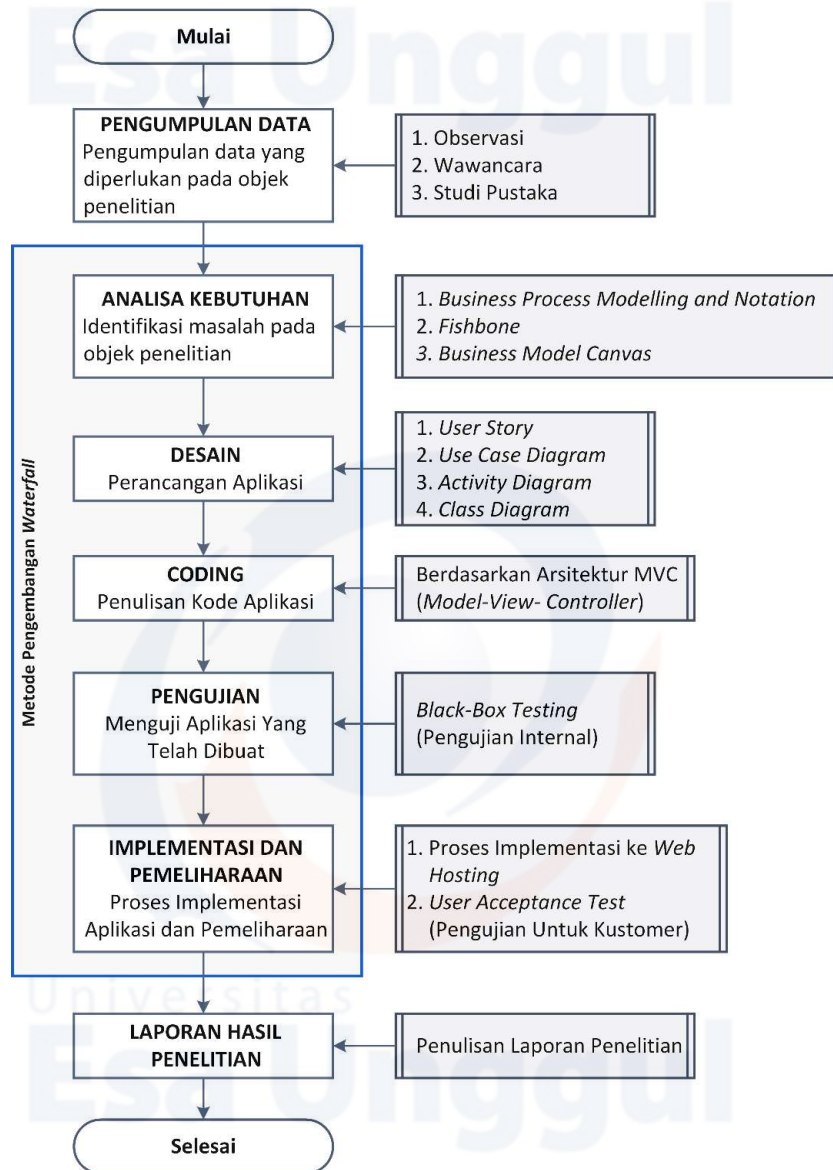 Esa Unggul
Mulai
PENGUMPULAN DATA
Pengumpulan data yang
diperlukan pada objek
penelitian
1. Observasi
2. Wawancara
3. Studi Pustaka
Metode Pengembangan Waterfall
ANALISA KEBUTUHAN
Identifikasi masalah pada
objek penelitian
1. Business Process Modelling and Notation
2. Fishbone
3. Business Model Canvas
DESAIN
Perancangan Aplikasi
1. User Story
2. Use Case Diagram
3. Activity Diagram
4. Class Diagram
CODING
Penulisan Kode Aplikasi
Berdasarkan Arsitektur MVC
(Model-View- Controller)
PENGUJIAN
Menguji Aplikasi Yang
Telah Dibuat
Black-Box Testing
(Pengujian Internal)
IMPLEMENTASI DAN
PEMELIHARAAN
Proses Implementasi
Aplikasi dan Pemeliharaan
1. Proses Implementasi ke Web
Hosting
2. User Acceptance Test
(Pengujian Untuk Kustomer)
Universitas
Esa Unggul
LAPORAN HASIL
PENELITIAN
Penulisan Laporan Penelitian
Selesai